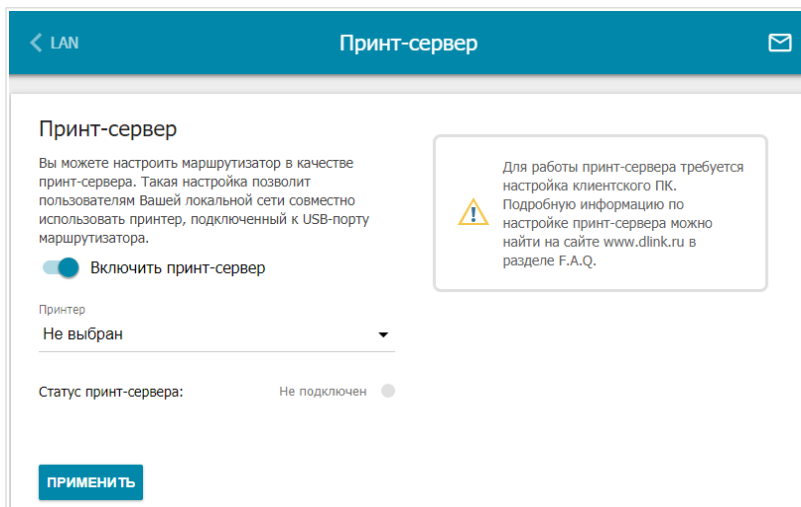 LAN
Принт-сервер
Принт-сервер
Вы можете настроить маршрутизатор в качестве
принт-сервера. Такая настройка позволит
пользователям Вашей локальной сети совместно
использовать принтер, подключенный к USB-порту
маршрутизатора.
Включить принт-сервер
Принтер
Не выбран
Статус принт-сервера:
Не подключен
ПРИМЕНИТЬ
Для работы принт-сервера требуется
настройка клиентского ПК.
Подробную информацию по
настройке принт-сервера можно
найти на сайте www.dlink.ru в
разделе F.A.Q.